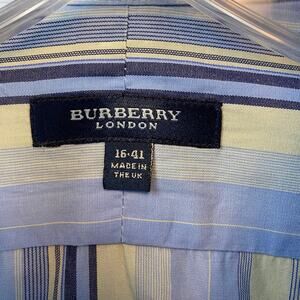 BURBERRY
LONDON
16·41
MADE IN
THE UK